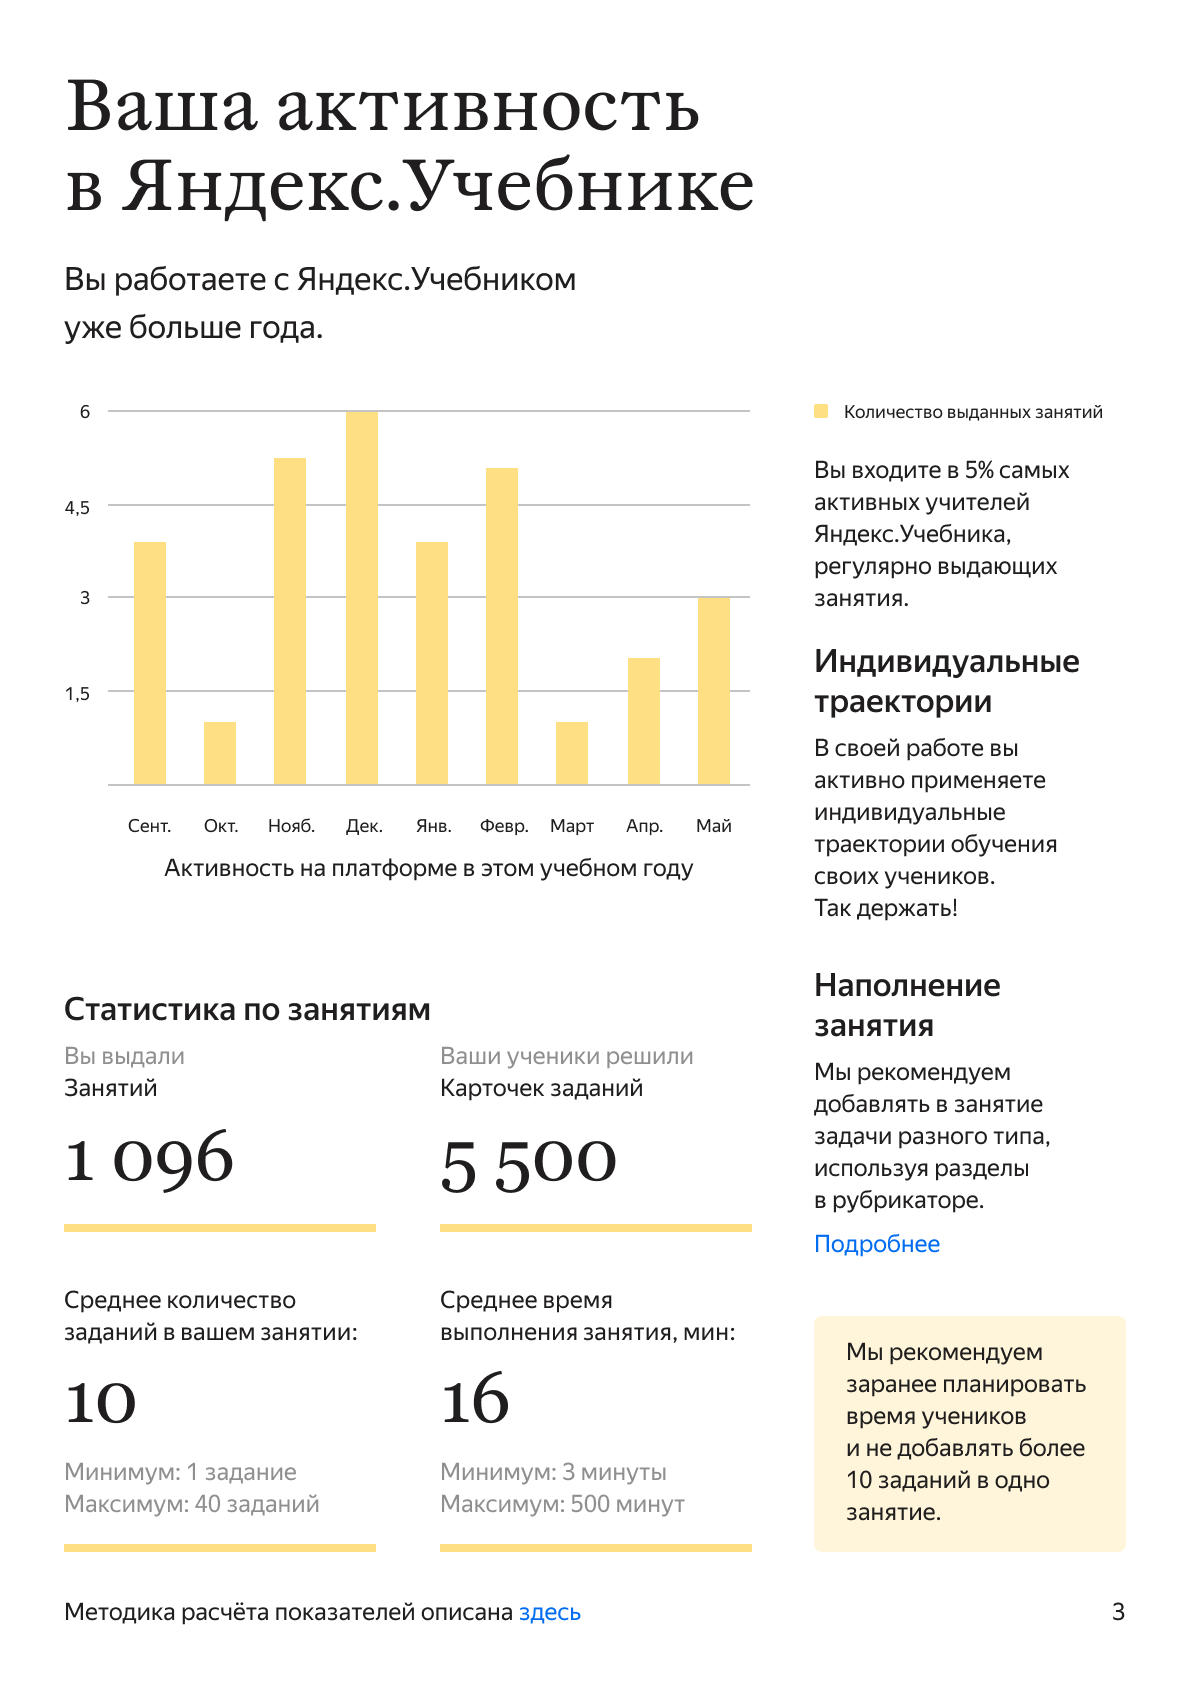 Ваша активность
в Яндекс.Учебнике
Вы работаете с Яндекс.Учебником
уже больше года.
6
4,5
3
1,5
Сент. Окт. Нояб. Дек. Янв. Февр. Март Апр. Май
Активность на платформе в этом учебном году
Количество выданных занятий
Вы входите в 5% самых
активных учителей
Яндекс.Учебника,
регулярно выдающих
занятия.
Индивидуальные
траектории
В своей работе вы
активно применяете
индивидуальные
траектории обучения
своих учеников.
Так держать!
Статистика по занятиям
Вы выдали
Занятий
1 096
Ваши ученики решили
Карточек заданий
5 500
Среднее количество
заданий в вашем занятии:
10
Минимум: 1 задание
Максимум: 40 заданий
Среднее время
выполнения занятия, мин:
16
Минимум: 3 минуты
Максимум: 500 минут
Наполнение
занятия
Мы рекомендуем
добавлять в занятие
задачи разного типа,
используя разделы
в рубрикаторе.
Подробнее
Мы рекомендуем
заранее планировать
время учеников
и не добавлять более
10 заданий в одно
занятие.
Методика расчёта показателей описана здесь
3